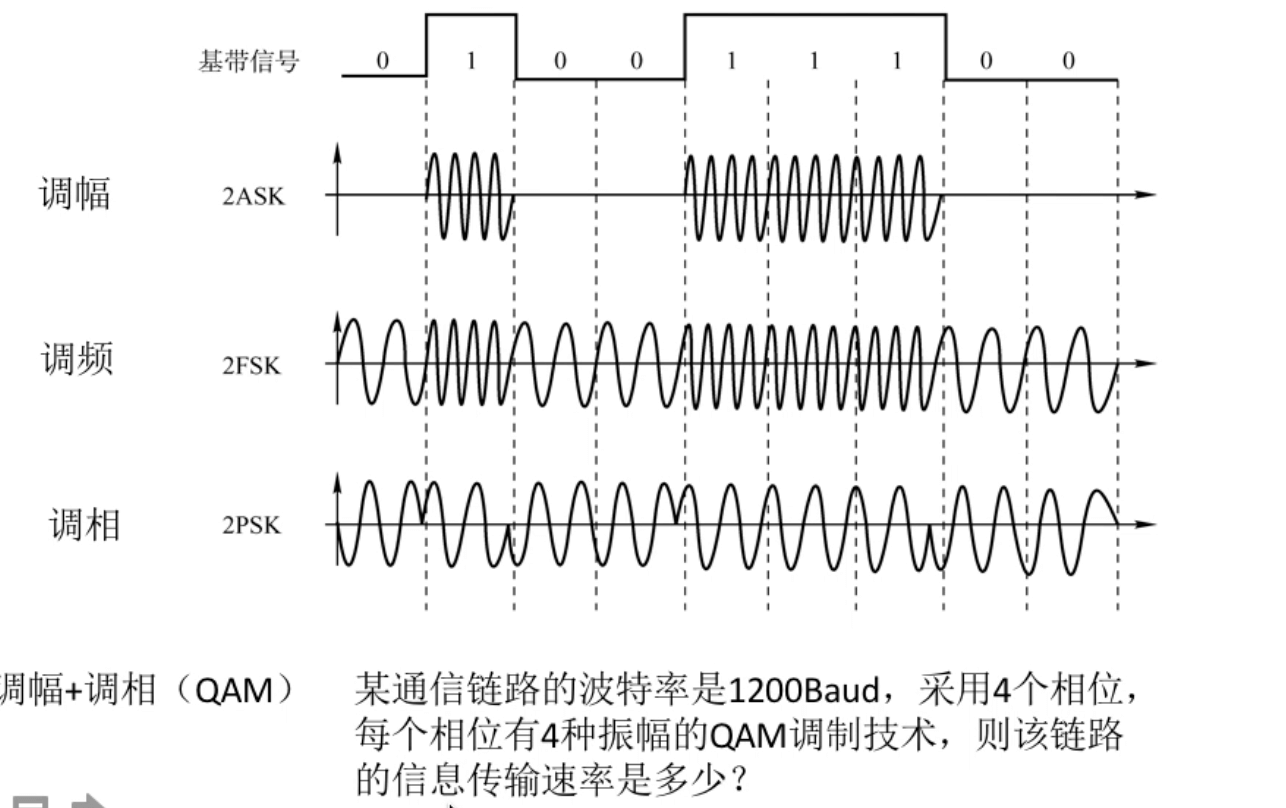 基带信号 0 1 0 0 1 1 1 0 0
调幅 2ASK
调频 2FSK
调相 2PSK
调幅+调相（QAM） 某通信链路的波特率是1200Baud，采用4个相位，
每个相位有4种振幅的QAM调制技术，则该链路
的信息传输速率是多少？